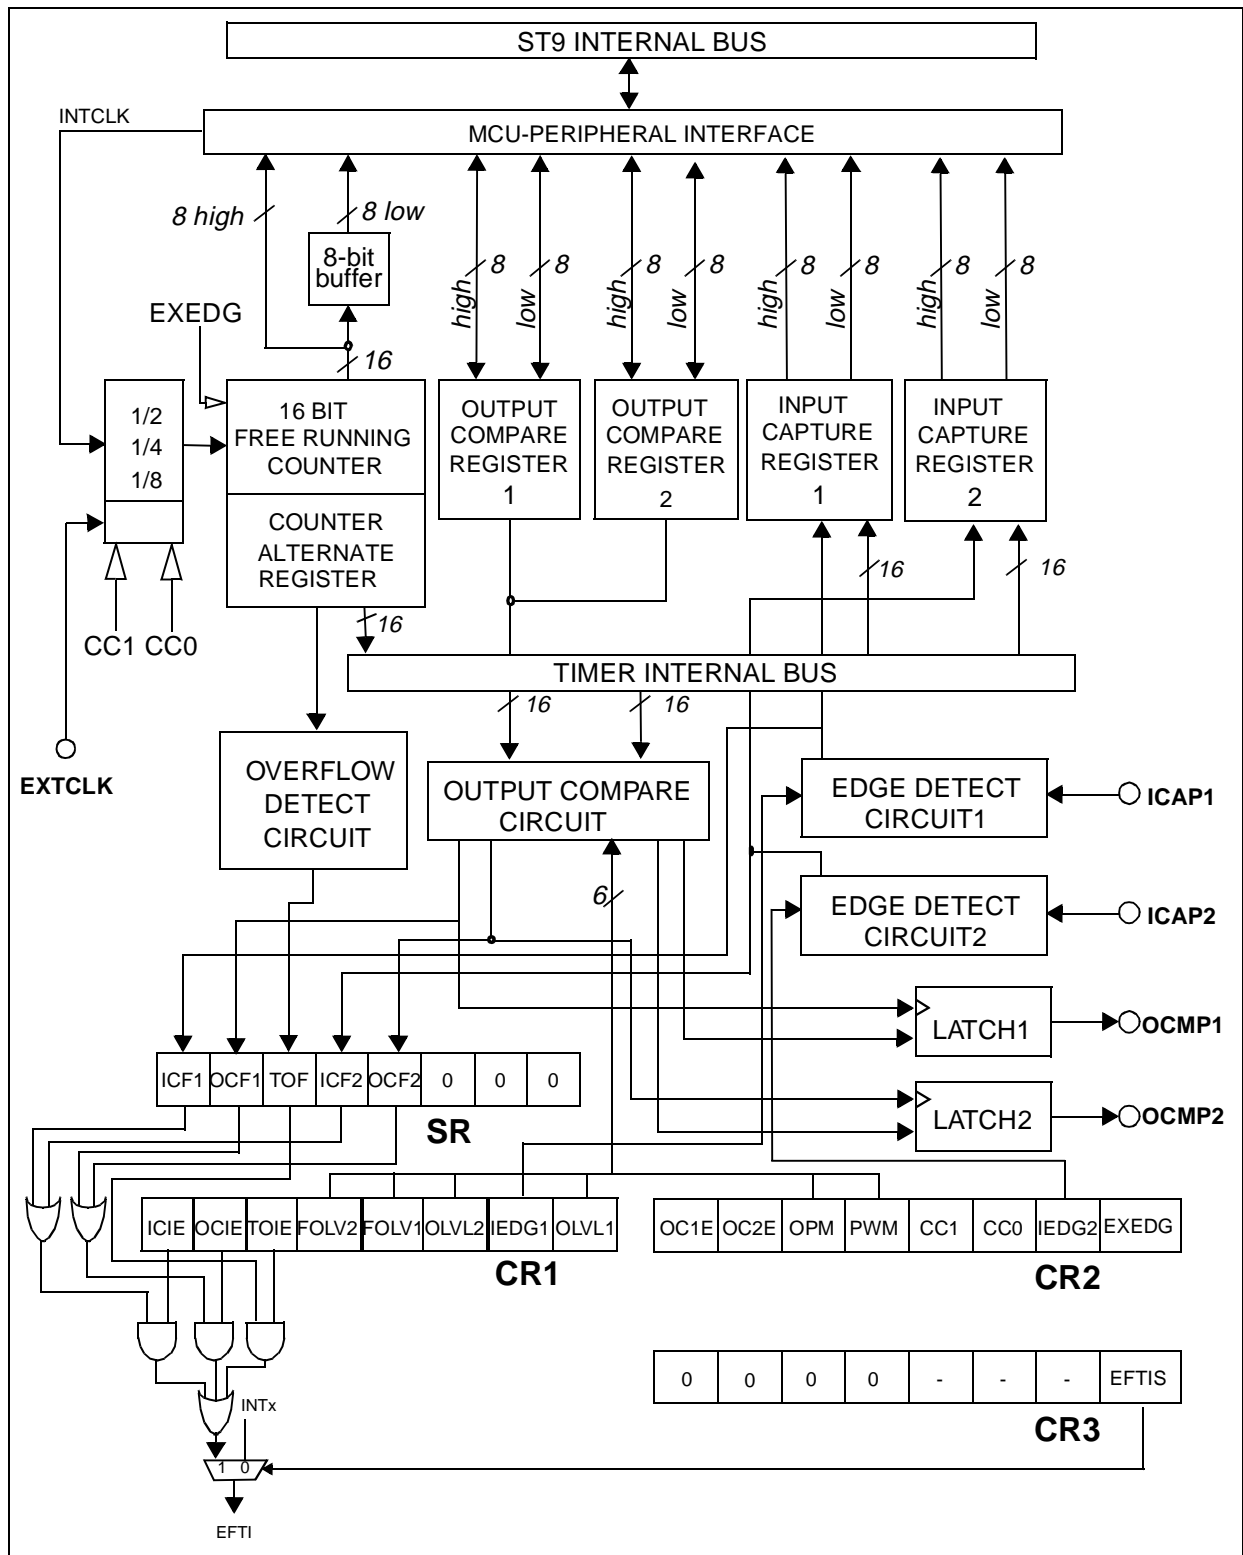 ST9 INTERNAL BUS
INTCLK
MCU-PERIPHERAL INTERFACE
8 high
8 low
8-bit
buffer
high
8
low
8
high
8
low
8
high
8
low
8
high
8
low
8
EXEDG
16
1/2
1/4
1/8
16 BIT
FREE RUNNING
COUNTER
COUNTER
ALTERNATE
REGISTER
OUTPUT
COMPARE
REGISTER
1
OUTPUT
COMPARE
REGISTER
2
INPUT
CAPTURE
REGISTER
1
INPUT
CAPTURE
REGISTER
2
16
16
CC1 CC0
16
TIMER INTERNAL BUS
16
16
EXTCLK
OVERFLOW
DETECT
CIRCUIT
OUTPUT COMPARE
CIRCUIT
EDGE DETECT
CIRCUIT1
ICAP1
6
EDGE DETECT
CIRCUIT2
ICAP2
LATCH1
OCMP1
ICF1 OCF1 TOF ICF2 OCF2 0 0 0
SR
LATCH2
OCMP2
ICIE OCIE TOIE FOLV2 FOLV1 OLVL2 IEDG1 OLVL1
CR1
OC1E OC2E OPM PWM CC1 CC0 IEDG2 EXEDG
CR2
0 0 0 0 - - - EFTIS
CR3
INTx
1 0
EFTI